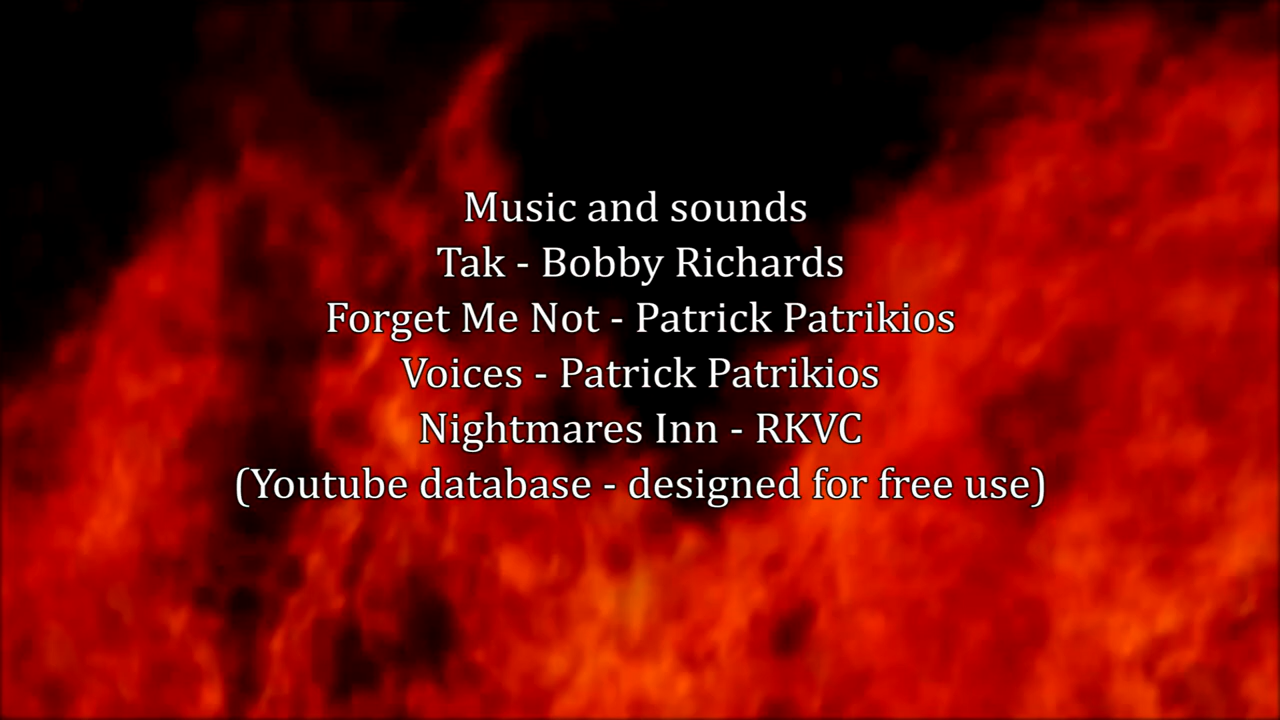 Music and sounds
Tak - Bobby Richards
Forget Me Not - Patrick Patrikios
Voices - Patrick Patrikios
Nightmares Inn - RKVC
(Youtube database - designed for free use)